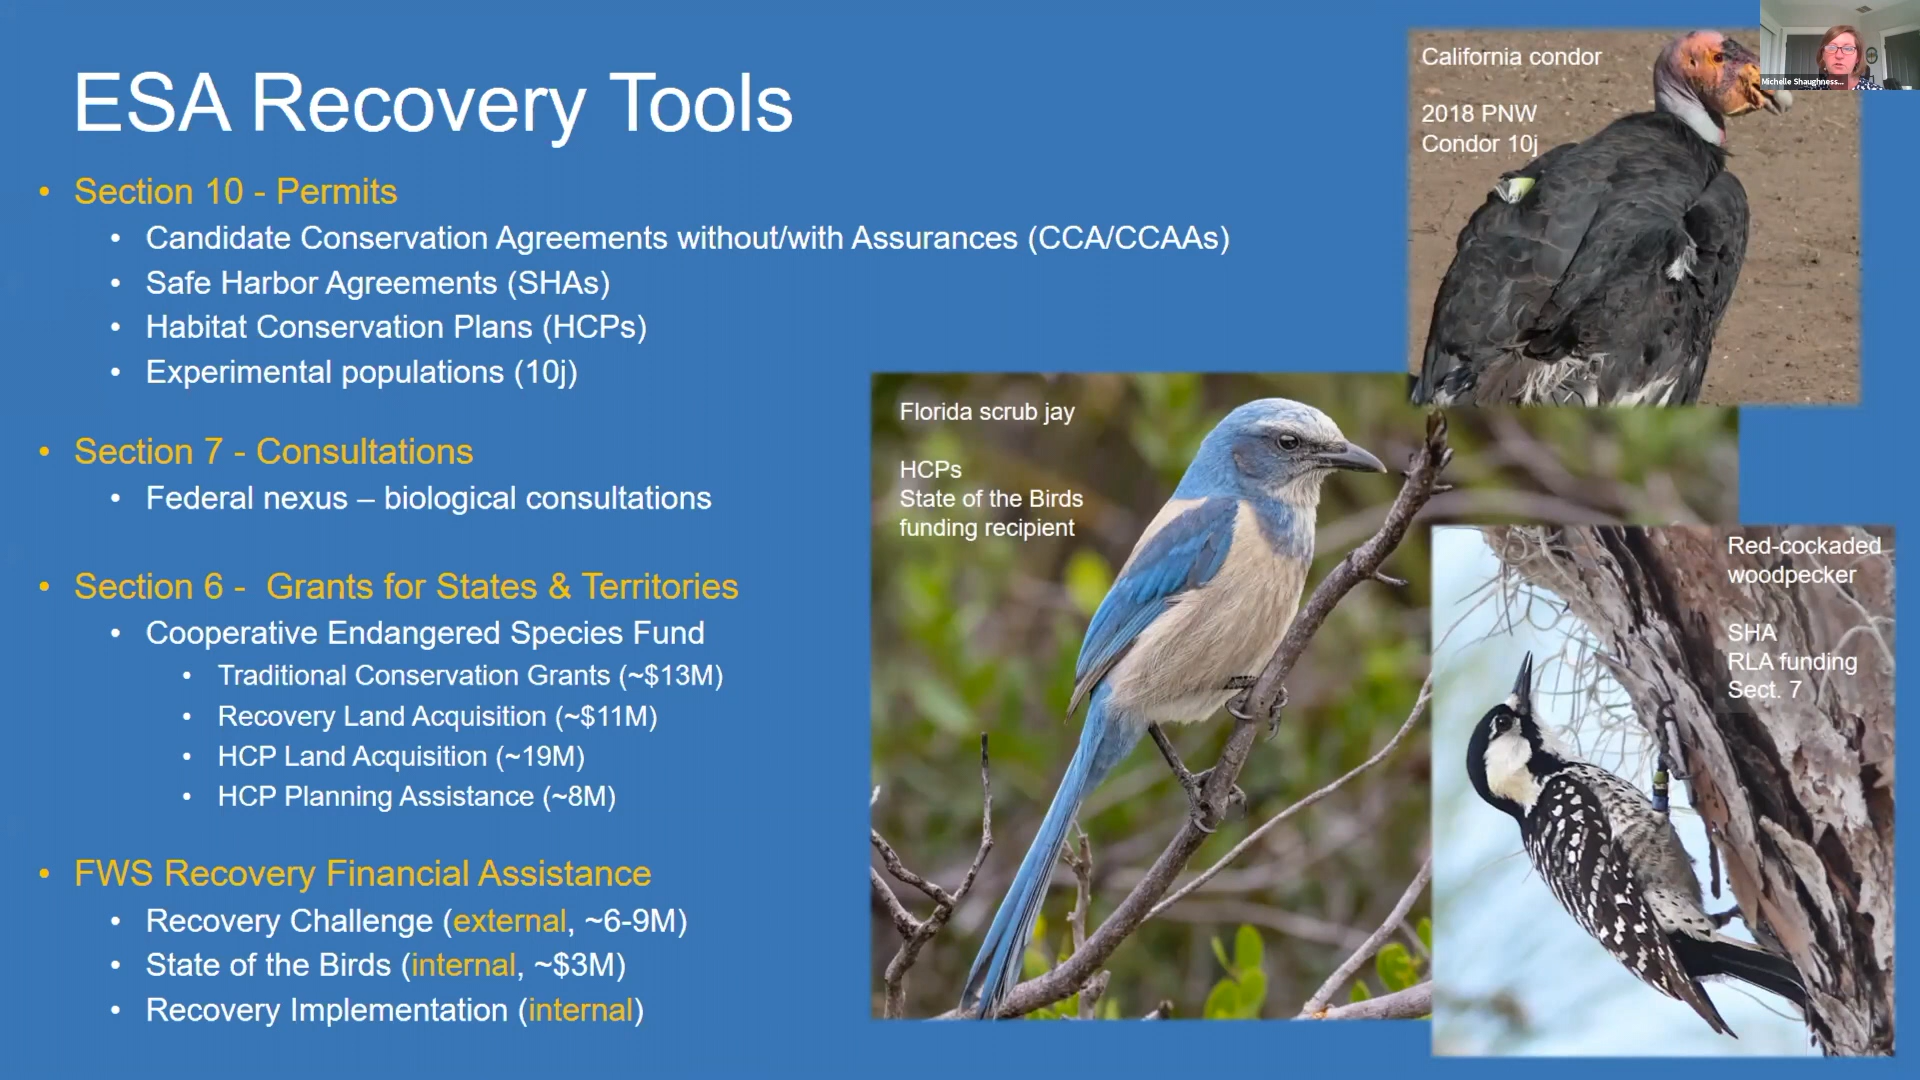 ESA Recovery Tools
• Section 10 - Permits
• Candidate Conservation Agreements without/with Assurances (CCA/CCAAs)
• Safe Harbor Agreements (SHAs)
• Habitat Conservation Plans (HCPs)
• Experimental populations (10j)
• Section 7 - Consultations
• Federal nexus – biological consultations
• Section 6 - Grants for States & Territories
• Cooperative Endangered Species Fund
• Traditional Conservation Grants (~$13M)
• Recovery Land Acquisition (~$11M)
• HCP Land Acquisition (~19M)
• HCP Planning Assistance (~8M)
• FWS Recovery Financial Assistance
• Recovery Challenge (external, ~6-9M)
• State of the Birds (internal, ~$3M)
• Recovery Implementation (internal)
California condor
2018 PNW
Condor 10j
Michelle Shaughness...
Florida scrub jay
HCPs
State of the Birds
funding recipient
Red-cockaded
woodpecker
SHA
RLA funding
Sect. 7